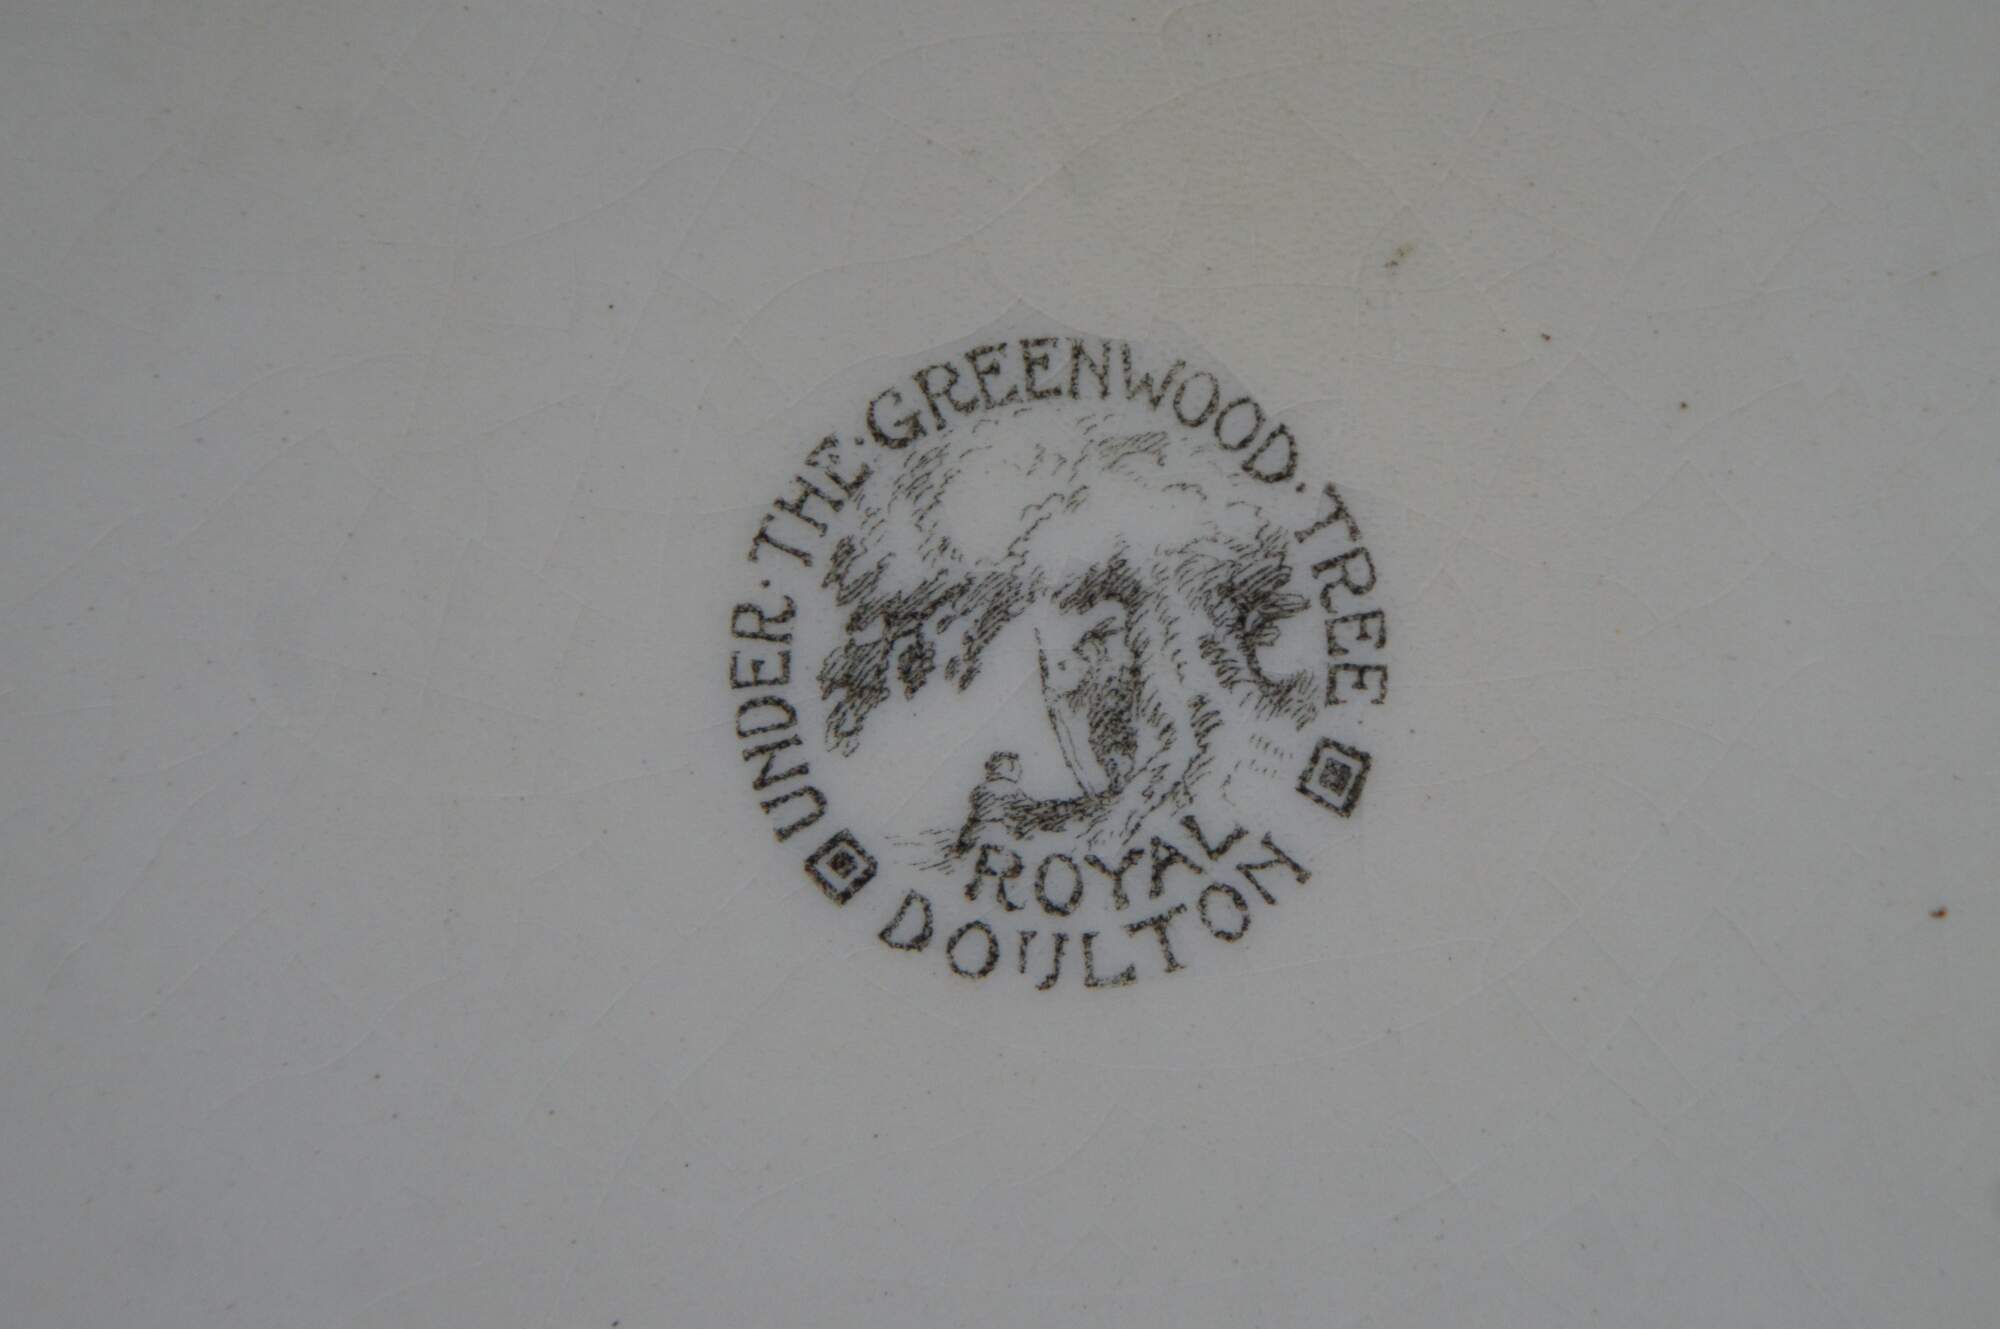 UNDER · THE · GREENWOOD · TREE
ROYAL
DOULTON